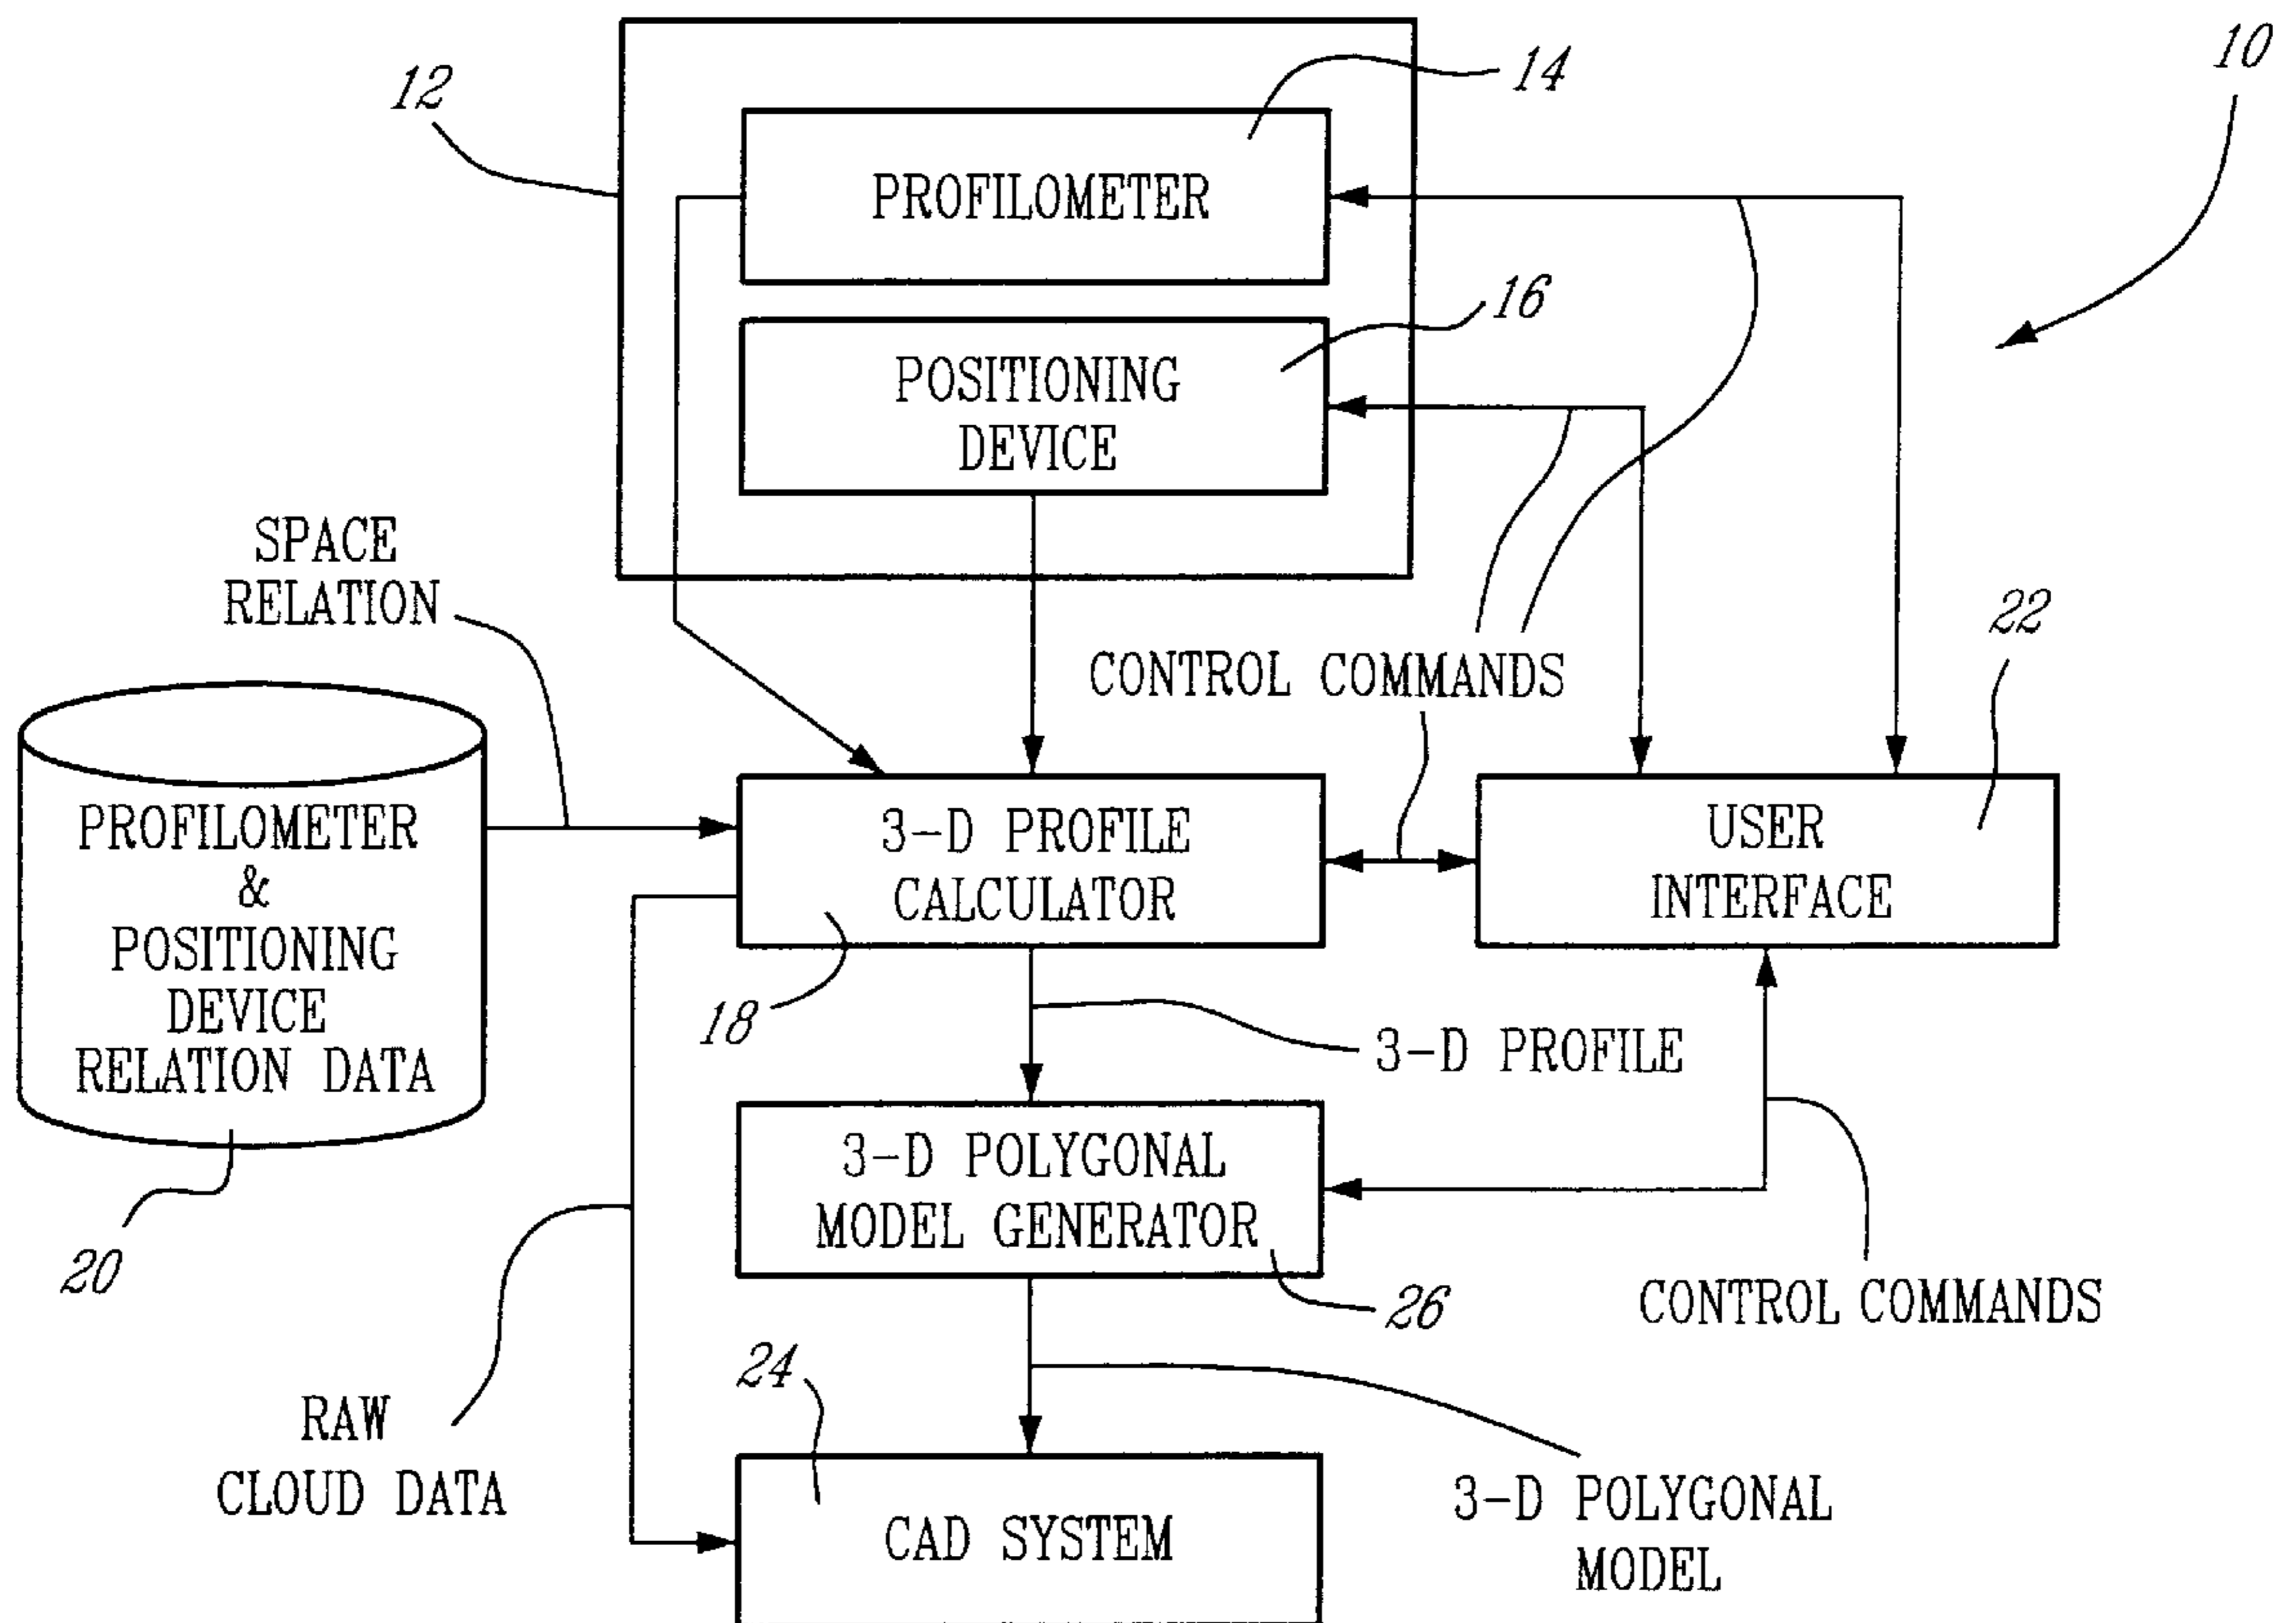 10
12
14
PROFILOMETER
16
POSITIONING
DEVICE
SPACE
RELATION
CONTROL COMMANDS
22
PROFILOMETER
&
POSITIONING
DEVICE
RELATION DATA
20
3-D PROFILE
CALCULATOR
18
USER
INTERFACE
3-D PROFILE
3-D POLYGONAL
MODEL GENERATOR
26
CONTROL COMMANDS
RAW
CLOUD DATA
24
CAD SYSTEM
3-D POLYGONAL
MODEL